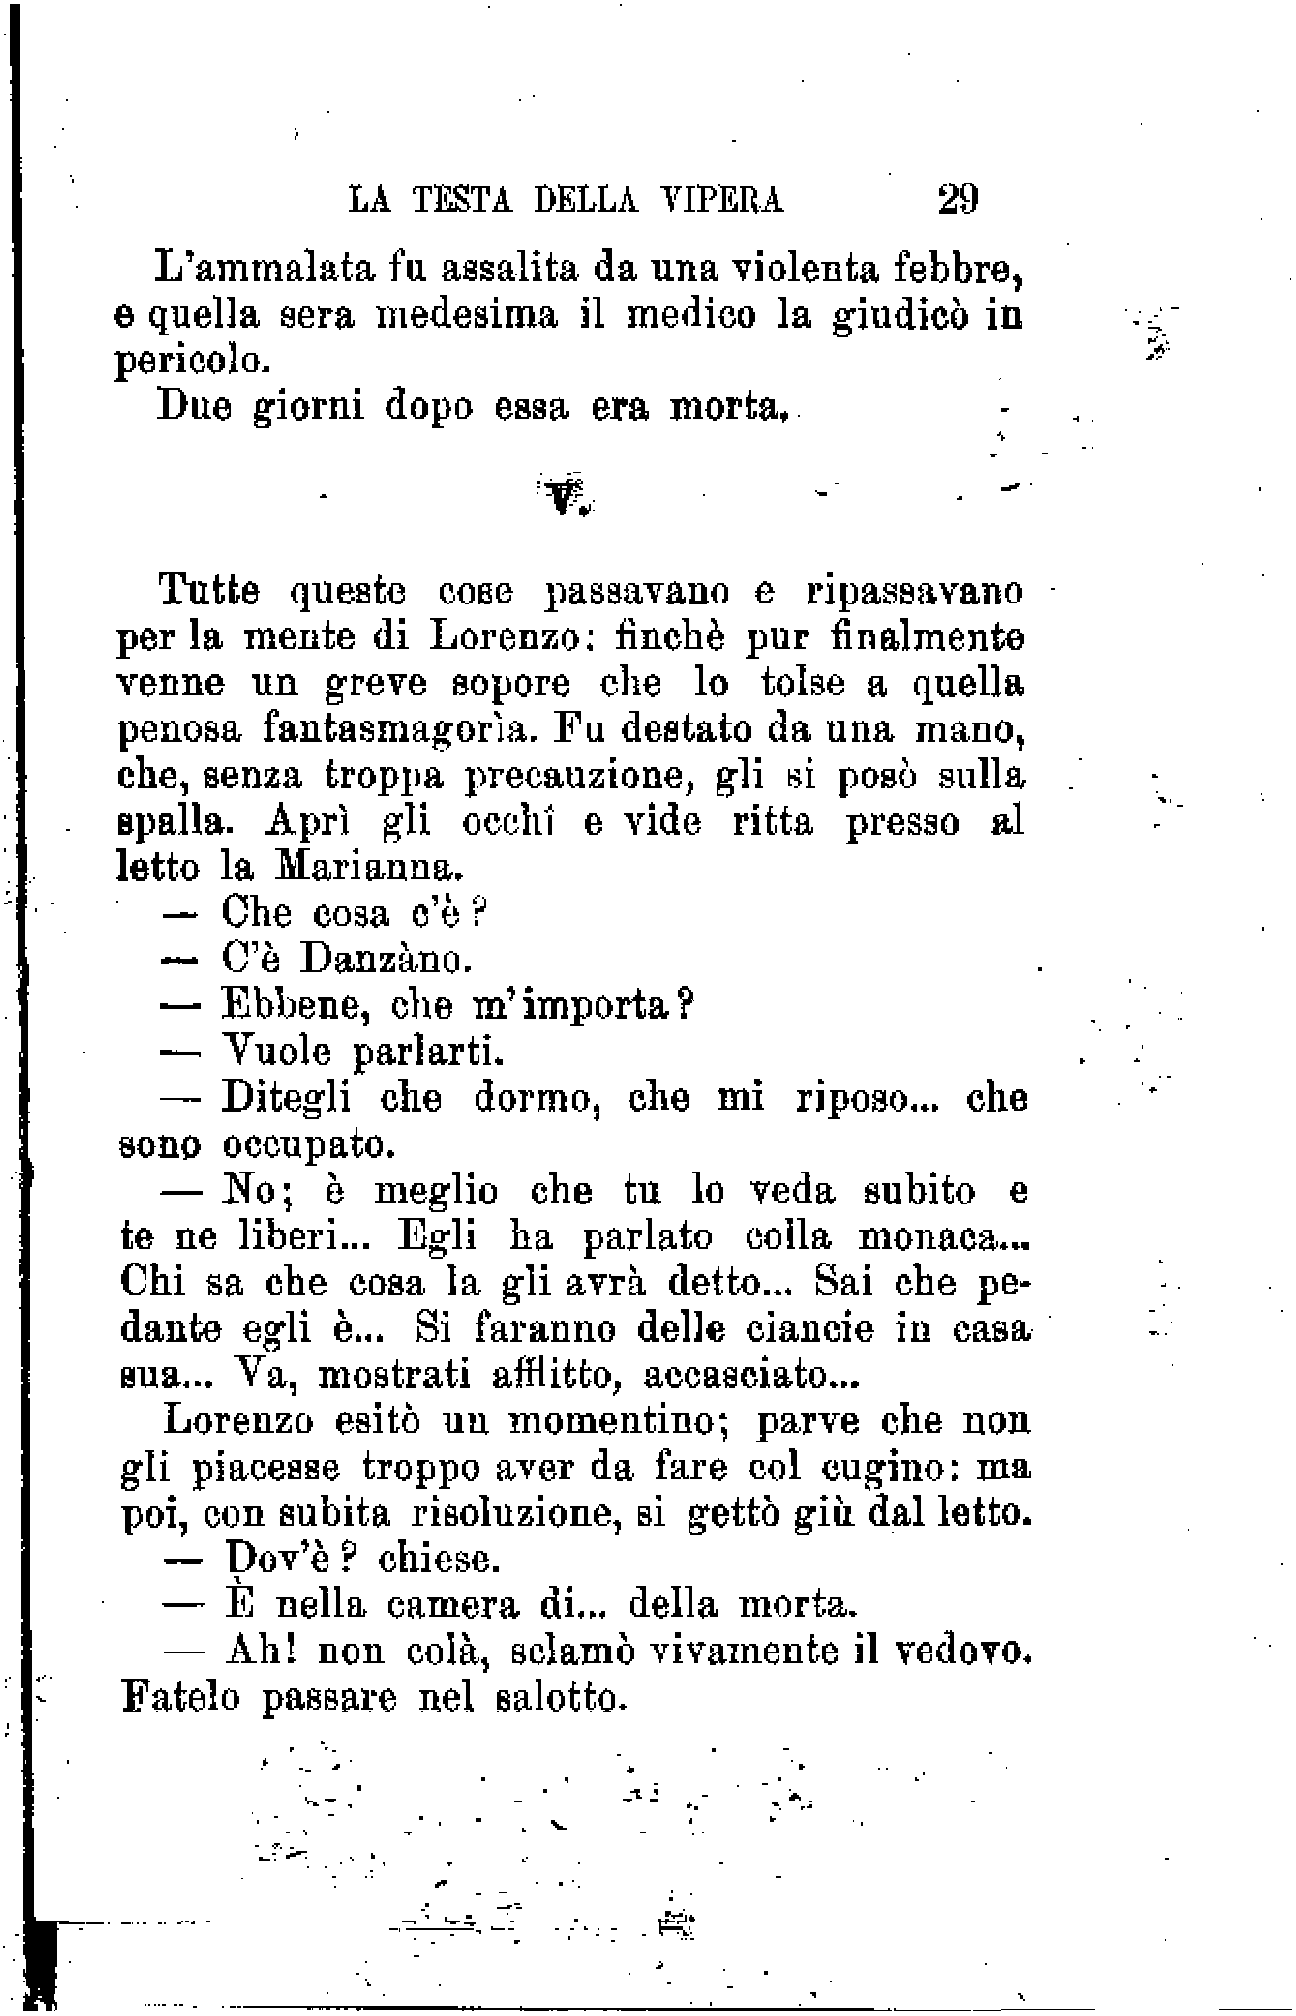 LA TESTA DELLA VIPERA 29
L'ammalata fu assalita da una violenta febbre,
e quella sera medesima il medico la giudicò in
pericolo.
Due giorni dopo essa era morta.
V.
Tutte queste cose passavano e ripassavano
per la mente di Lorenzo; finchè pur finalmente
venne un greve sopore che lo tolse a quella
penosa fantasmagorìa. Fu destato da una mano,
che, senza troppa precauzione, gli si posò sulla
spalla. Aprì gli occhi e vide ritta presso al
letto la Marianna.
— Che cosa c'è?
— C'è Danzàno.
— Ebbene, che m'importa?
— Vuole parlarti.
— Ditegli che dormo, che mi riposo... che
sono occupato.
— No; è meglio che tu lo veda subito e
te ne liberi... Egli ha parlato colla monaca...
Chi sa che cosa la gli avrà detto... Sai che pe-
dante egli è... Si faranno delle ciancie in casa
sua... Va, mostrati afflitto, accasciato...
Lorenzo esitò un momentino; parve che non
gli piacesse troppo aver da fare col cugino: ma
poi, con subita risoluzione, si gettò giù dal letto.
— Dov'è? chiese.
— È nella camera di... della morta.
— Ah! non colà, sclamò vivamente il vedovo.
Fatelo passare nel salotto.